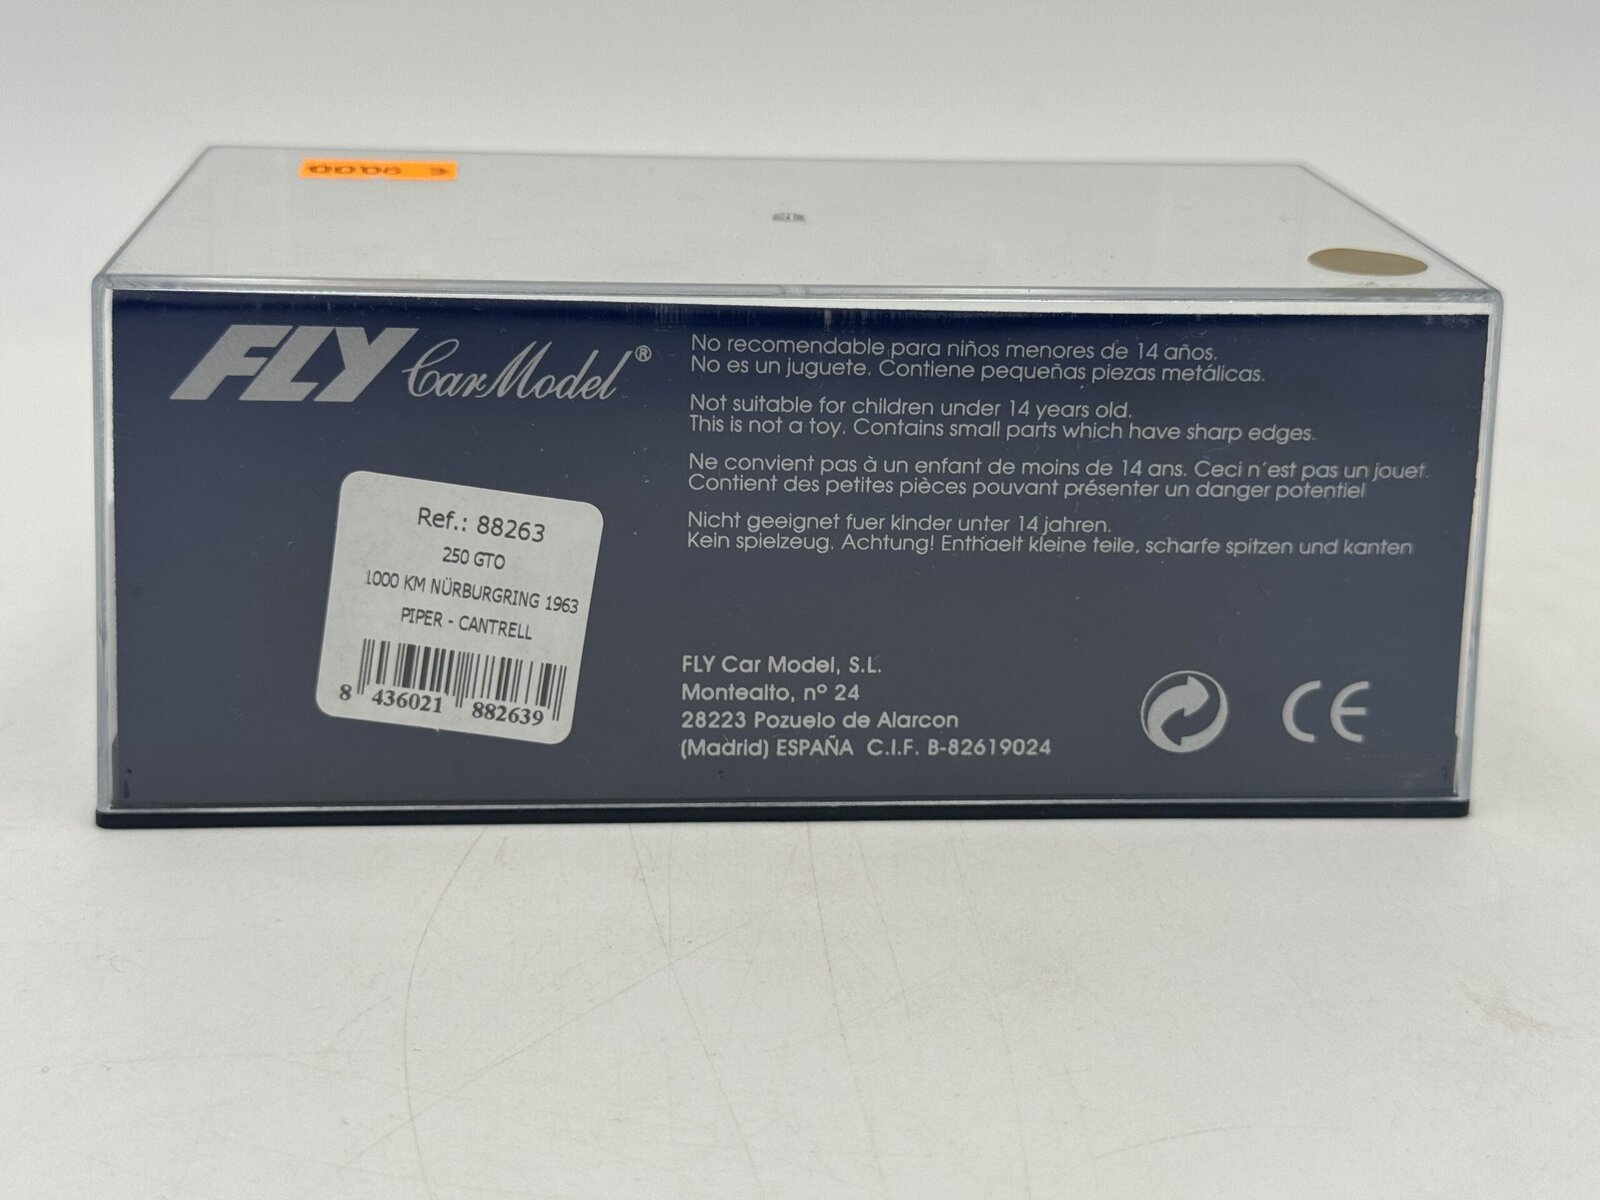 FLY Car Model®
No recomendable para niños menores de 14 años.
No es un juguete. Contiene pequeñas piezas metálicas.
Not suitable for children under 14 years old.
This is not a toy. Contains small parts which have sharp edges.
Ne convient pas à un enfant de moins de 14 ans. Ceci n'est pas un jouet.
Contient des petites pièces pouvant présenter un danger potentiel
Nicht geeignet fuer kinder unter 14 jahren.
Kein spielzeug. Achtung! Enthaelt kleine teile, scharfe spitzen und kanten
Ref.: 88263
250 GTO
1000 KM NÜRBURGRING 1963
PIPER - CANTRELL
8 436021 882639
FLY Car Model, S.L.
Montealto, nº 24
28223 Pozuelo de Alarcon
(Madrid) ESPAÑA C.I.F. B-82619024
CE